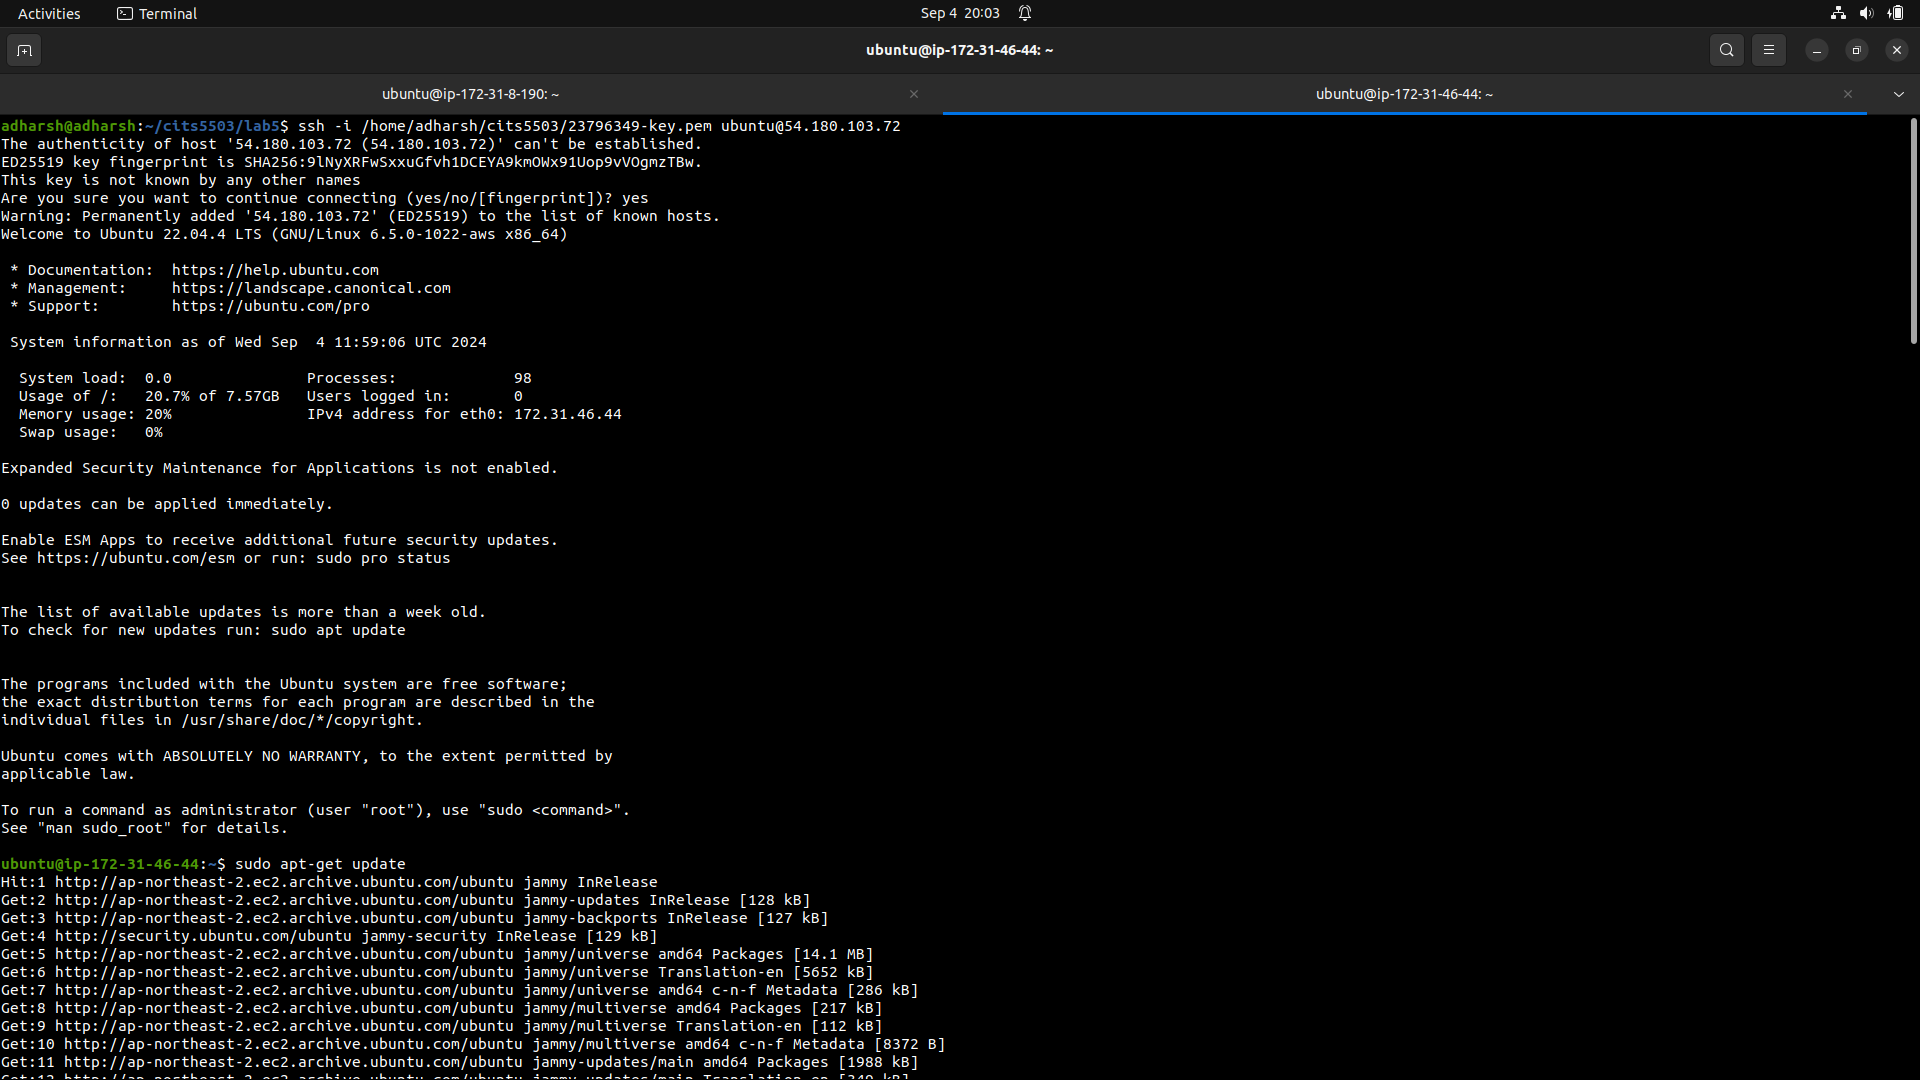 Activities
Terminal
Sep 4 20:03
ubuntu@ip-172-31-46-44: ~
ubuntu@ip-172-31-8-190: ~
ubuntu@ip-172-31-46-44: ~
adharsh@adharsh:~/cits5503/lab5$ ssh -i /home/adharsh/cits5503/23796349-key.pem ubuntu@54.180.103.72
The authenticity of host '54.180.103.72 (54.180.103.72)' can't be established.
ED25519 key fingerprint is SHA256:9lNyXRFwSxxuGfvh1DCEYA9kmOWx91Uop9vVOgmzTBw.
This key is not known by any other names
Are you sure you want to continue connecting (yes/no/[fingerprint])? yes
Warning: Permanently added '54.180.103.72' (ED25519) to the list of known hosts.
Welcome to Ubuntu 22.04.4 LTS (GNU/Linux 6.5.0-1022-aws x86_64)
* Documentation:  https://help.ubuntu.com
* Management:     https://landscape.canonical.com
* Support:        https://ubuntu.com/pro
System information as of Wed Sep  4 11:59:06 UTC 2024
System load:  0.0               Processes:             98
Usage of /:   20.7% of 7.57GB   Users logged in:       0
Memory usage: 20%               IPv4 address for eth0: 172.31.46.44
Swap usage:   0%
Expanded Security Maintenance for Applications is not enabled.
0 updates can be applied immediately.
Enable ESM Apps to receive additional future security updates.
See https://ubuntu.com/esm or run: sudo pro status
The list of available updates is more than a week old.
To check for new updates run: sudo apt update
The programs included with the Ubuntu system are free software;
the exact distribution terms for each program are described in the
individual files in /usr/share/doc/*/copyright.
Ubuntu comes with ABSOLUTELY NO WARRANTY, to the extent permitted by
applicable law.
To run a command as administrator (user "root"), use "sudo <command>".
See "man sudo_root" for details.
ubuntu@ip-172-31-46-44:~$ sudo apt-get update
Hit:1 http://ap-northeast-2.ec2.archive.ubuntu.com/ubuntu jammy InRelease
Get:2 http://ap-northeast-2.ec2.archive.ubuntu.com/ubuntu jammy-updates InRelease [128 kB]
Get:3 http://ap-northeast-2.ec2.archive.ubuntu.com/ubuntu jammy-backports InRelease [127 kB]
Get:4 http://security.ubuntu.com/ubuntu jammy-security InRelease [129 kB]
Get:5 http://ap-northeast-2.ec2.archive.ubuntu.com/ubuntu jammy/universe amd64 Packages [14.1 MB]
Get:6 http://ap-northeast-2.ec2.archive.ubuntu.com/ubuntu jammy/universe Translation-en [5652 kB]
Get:7 http://ap-northeast-2.ec2.archive.ubuntu.com/ubuntu jammy/universe amd64 c-n-f Metadata [286 kB]
Get:8 http://ap-northeast-2.ec2.archive.ubuntu.com/ubuntu jammy/multiverse amd64 Packages [217 kB]
Get:9 http://ap-northeast-2.ec2.archive.ubuntu.com/ubuntu jammy/multiverse Translation-en [112 kB]
Get:10 http://ap-northeast-2.ec2.archive.ubuntu.com/ubuntu jammy/multiverse amd64 c-n-f Metadata [8372 B]
Get:11 http://ap-northeast-2.ec2.archive.ubuntu.com/ubuntu jammy-updates/main amd64 Packages [1988 kB]